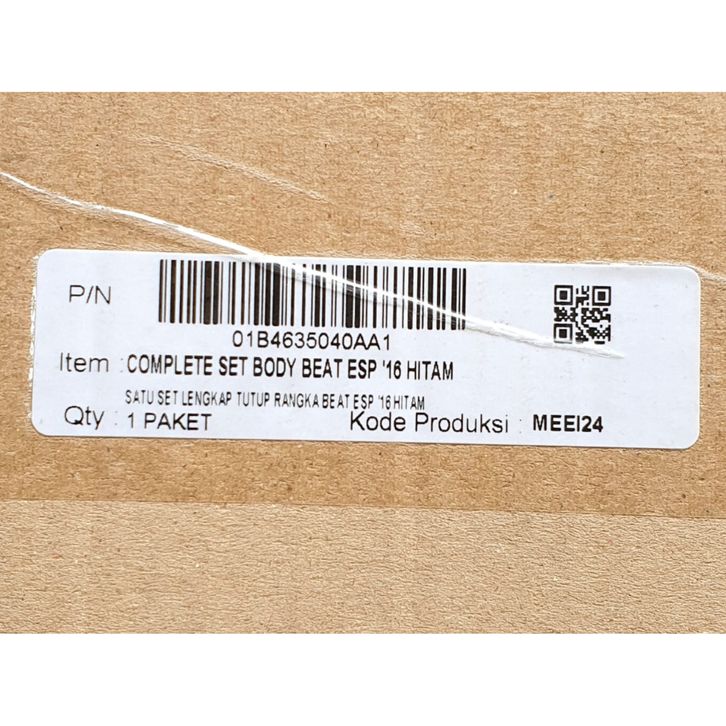 P/N
01B4635040AA1
Item : COMPLETE SET BODY BEAT ESP '16 HITAM
SATU SET LENGKAP TUTUP RANGKA BEAT ESP '16 HITAM
Qty : 1 PAKET Kode Produksi : MEEI24